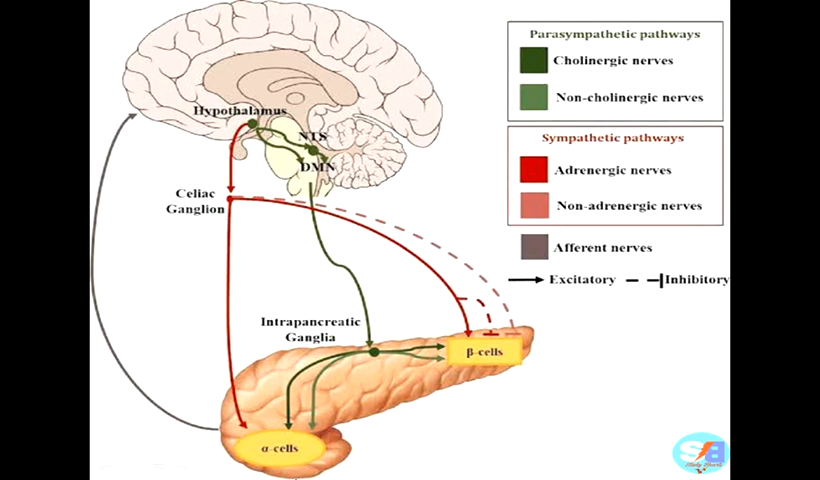 Hypothalamus
NTS
DMN
Celiac
Ganglion
Intrapancreatic
Ganglia
β-cells
α-cells
Parasympathetic pathways
Cholinergic nerves
Non-cholinergic nerves
Sympathetic pathways
Adrenergic nerves
Non-adrenergic nerves
Afferent nerves
Excitatory
Inhibitory
sa